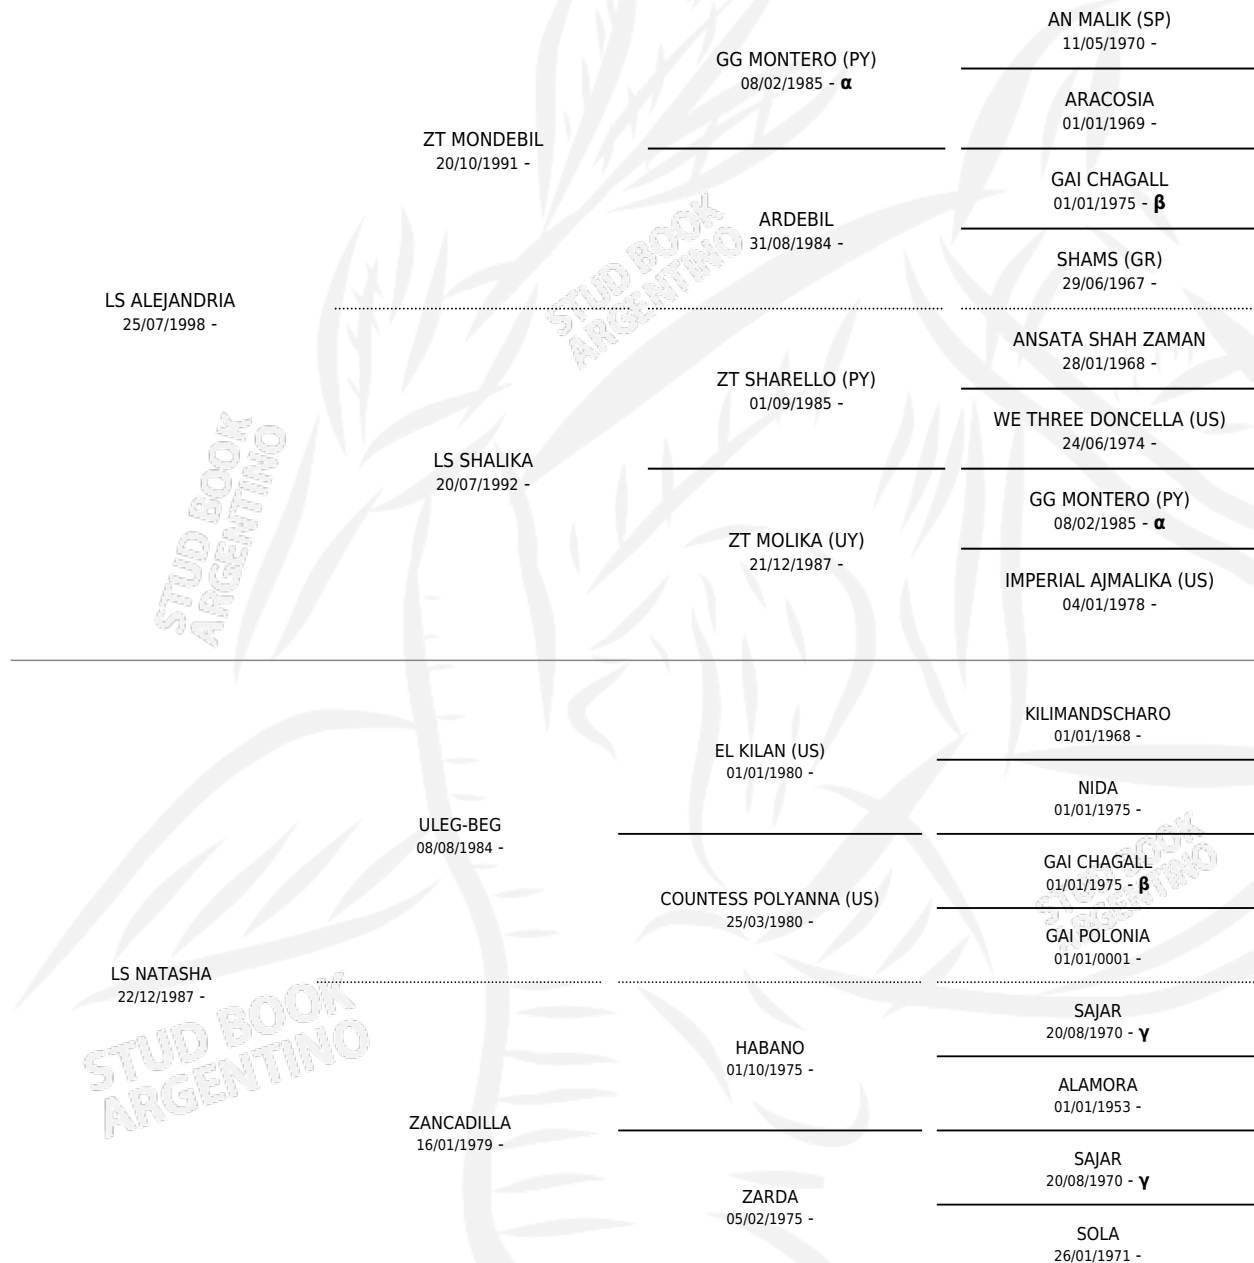 AN MALIK (SP)
11/05/1970 -
GG MONTERO (PY)
08/02/1985 - α
ARACOSIA
01/01/1969 -
ZT MONDEBIL
20/10/1991 -
GAI CHAGALL
01/01/1975 - β
ARDEBIL
31/08/1984 -
SHAMS (GR)
29/06/1967 -
LS ALEJANDRIA
25/07/1998 -
STUD BOOK
ARGENTINO
ANSATA SHAH ZAMAN
28/01/1968 -
ZT SHARELLO (PY)
01/09/1985 -
WE THREE DONCELLA (US)
24/06/1974 -
LS SHALIKA
20/07/1992 -
STUD BOOK
ARGENTINO
GG MONTERO (PY)
08/02/1985 - α
ZT MOLIKA (UY)
21/12/1987 -
IMPERIAL AJMALIKA (US)
04/01/1978 -
KILIMANDSCHARO
01/01/1968 -
EL KILAN (US)
01/01/1980 -
NIDA
01/01/1975 -
ULEG-BEG
08/08/1984 -
GAI CHAGALL
01/01/1975 - β
STUD BOOK
ARGENTINO
COUNTESS POLYANNA (US)
25/03/1980 -
GAI POLONIA
01/01/0001 -
LS NATASHA
22/12/1987 -
STUD BOOK
ARGENTINO
SAJAR
20/08/1970 - γ
HABANO
01/10/1975 -
ALAMORA
01/01/1953 -
ZANCADILLA
16/01/1979 -
SAJAR
20/08/1970 - γ
ZARDA
05/02/1975 -
SOLA
26/01/1971 -